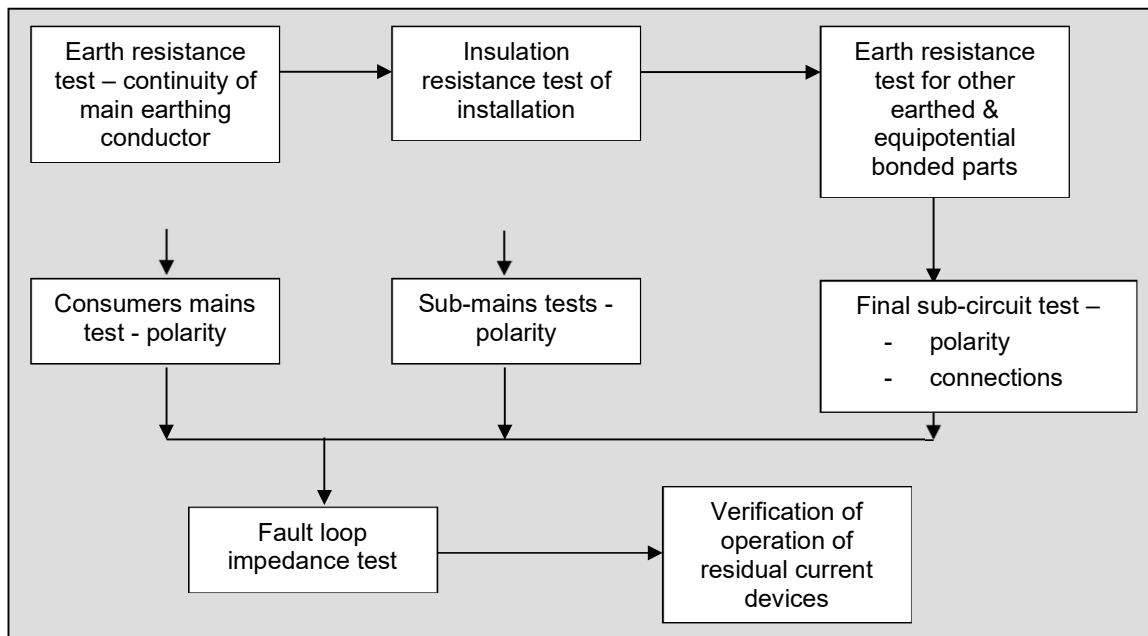 Earth resistance
test – continuity of
main earthing
conductor
Insulation
resistance test of
installation
Earth resistance
test for other
earthed &
equipotential
bonded parts
Consumers mains
test - polarity
Sub-mains tests -
polarity
Final sub-circuit test –
- polarity
- connections
Fault loop
impedance test
Verification of
operation of
residual current
devices